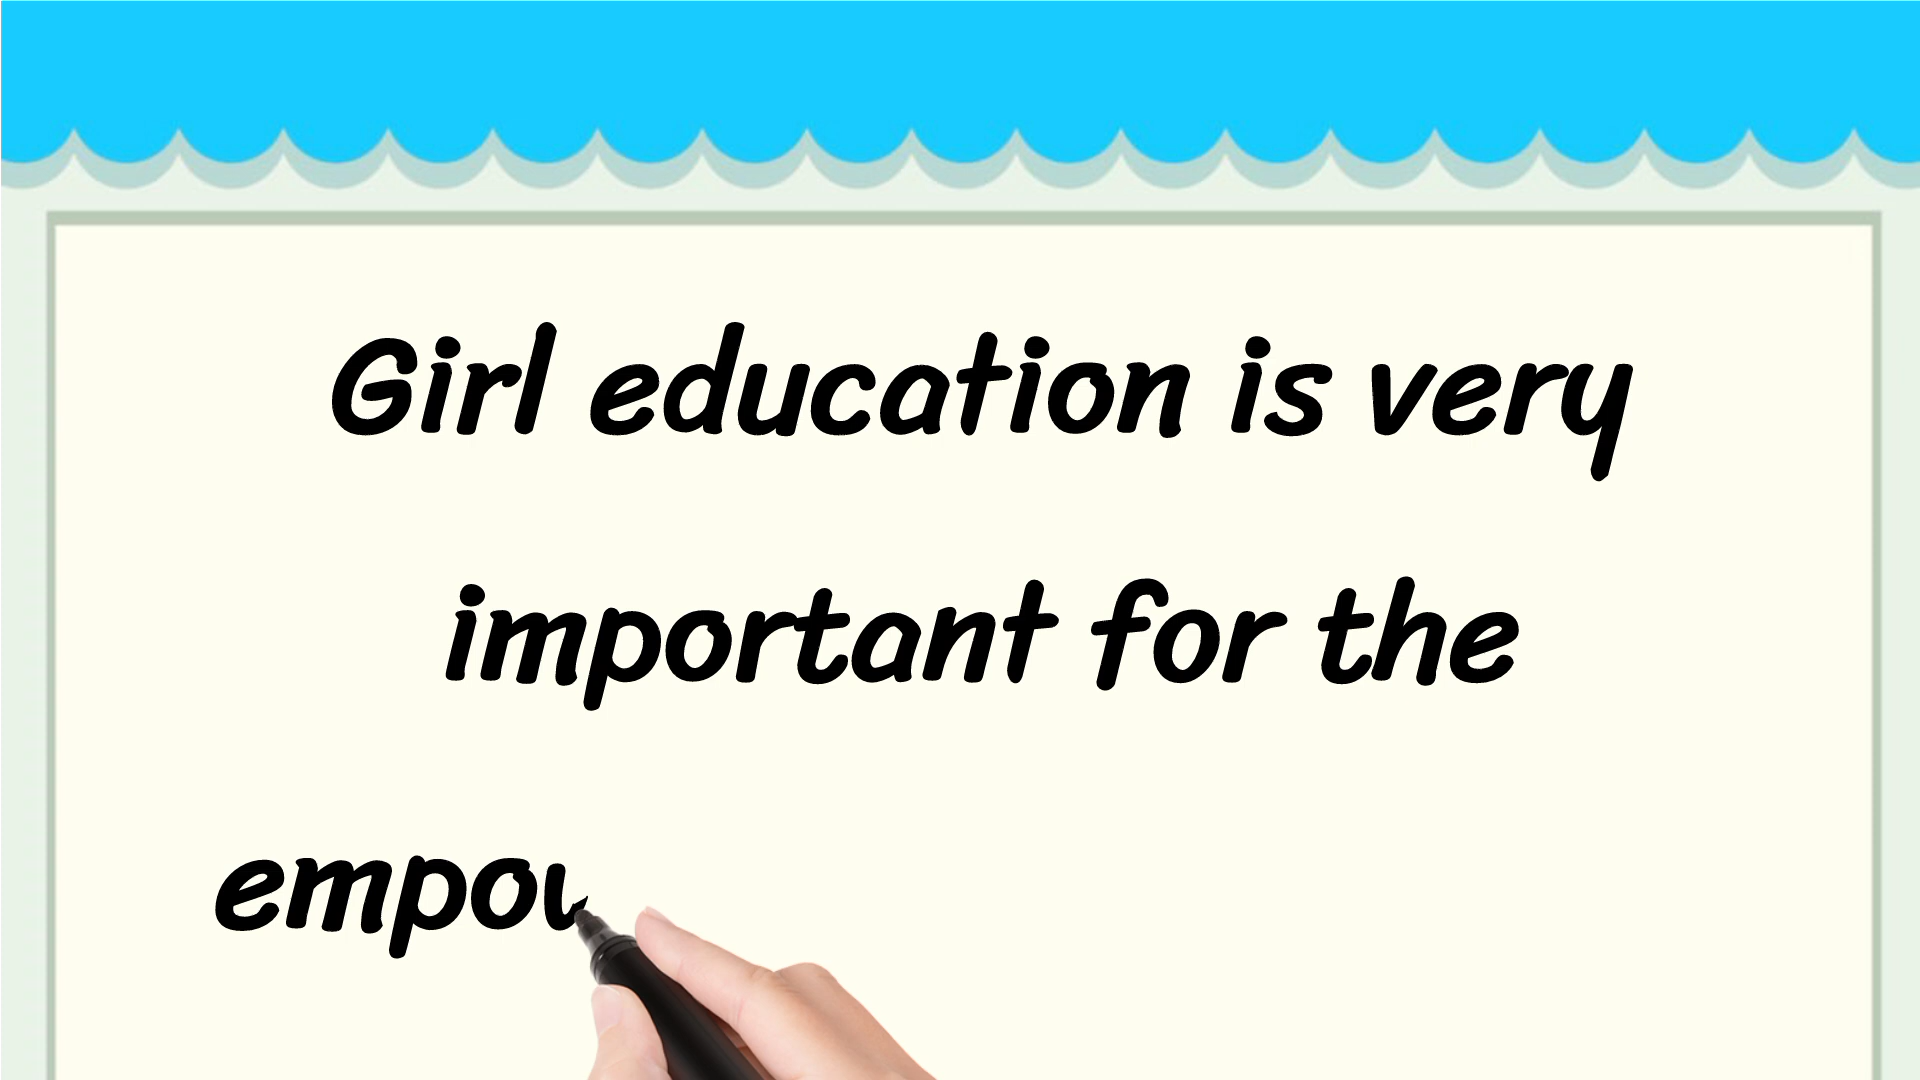 Girl education is very
important for the
empo